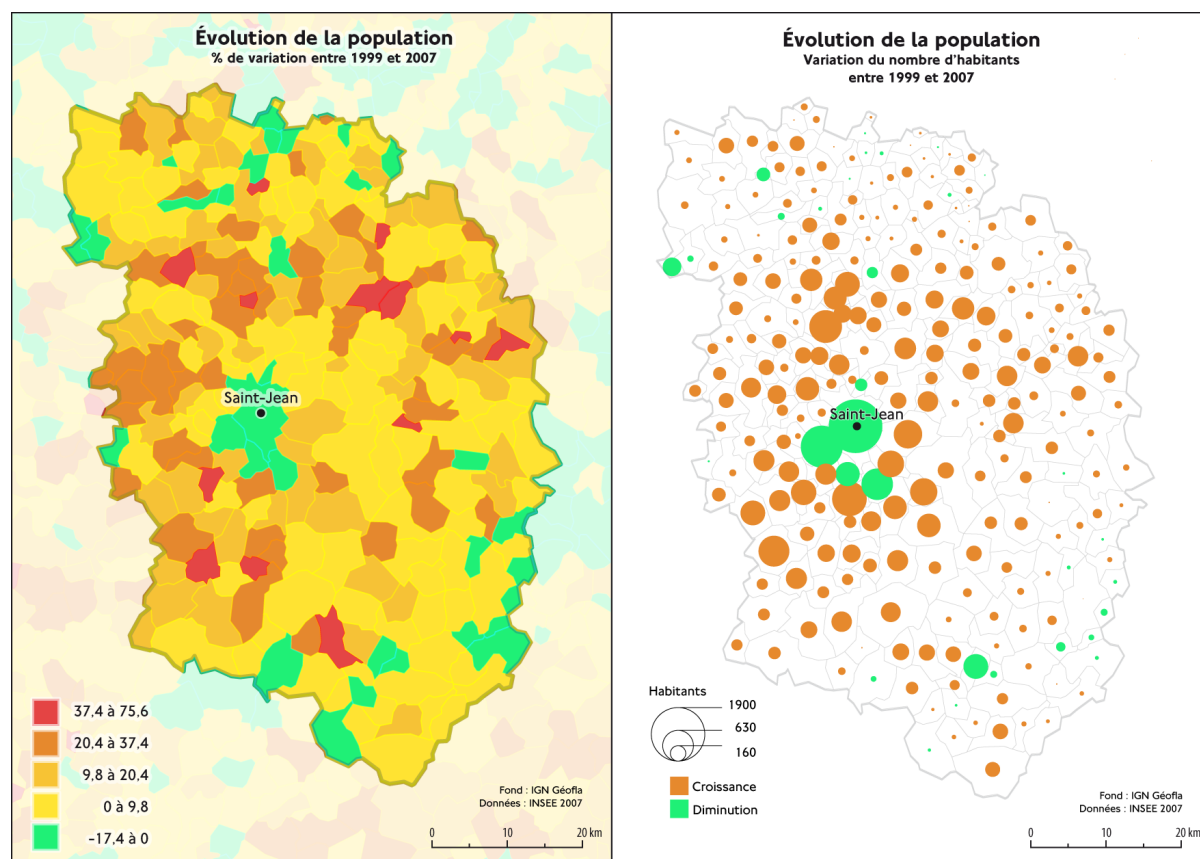 Évolution de la population
% de variation entre 1999 et 2007
Saint-Jean
37,4 à 75,6
20,4 à 37,4
9,8 à 20,4
0 à 9,8
-17,4 à 0
Fond : IGN Géofla
Données : INSEE 2007
0 10 20 km
Évolution de la population
Variation du nombre d'habitants
entre 1999 et 2007
Saint-Jean
Habitants
1900
630
160
Croissance
Diminution
Fond : IGN Géofla
Données : INSEE 2007
0 10 20 km